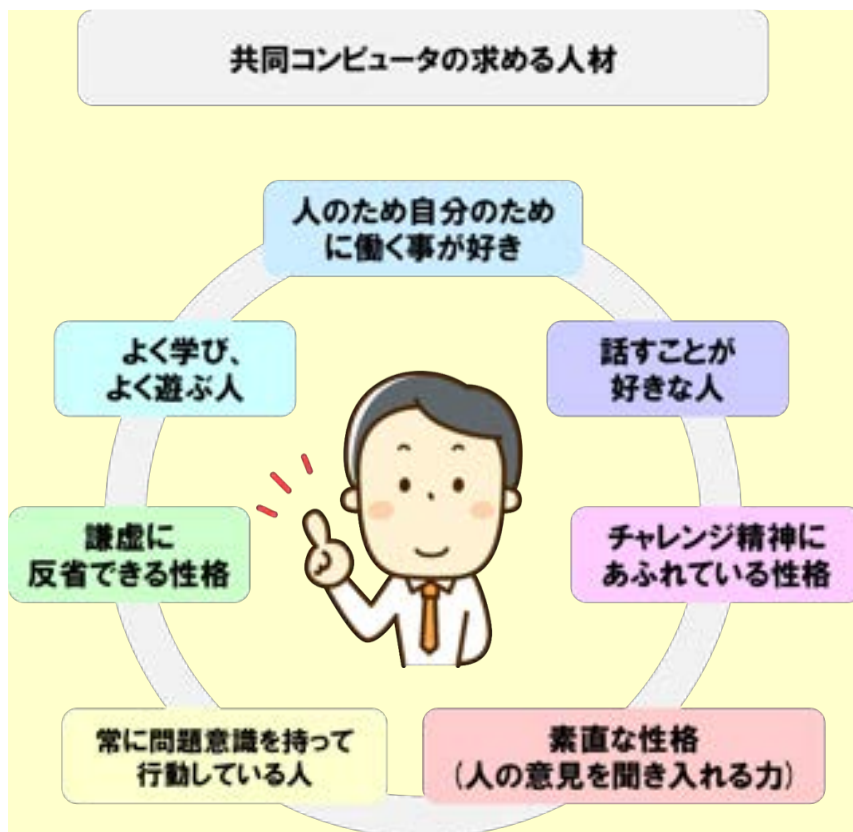 共同コンピュータの求める人材
人のため自分のため
に働く事が好き
よく学び、
よく遊ぶ人
話すことが
好きな人
謙虚に
反省できる性格
チャレンジ精神に
あふれている性格
常に問題意識を持って
行動している人
素直な性格
(人の意見を聞き入れる力)